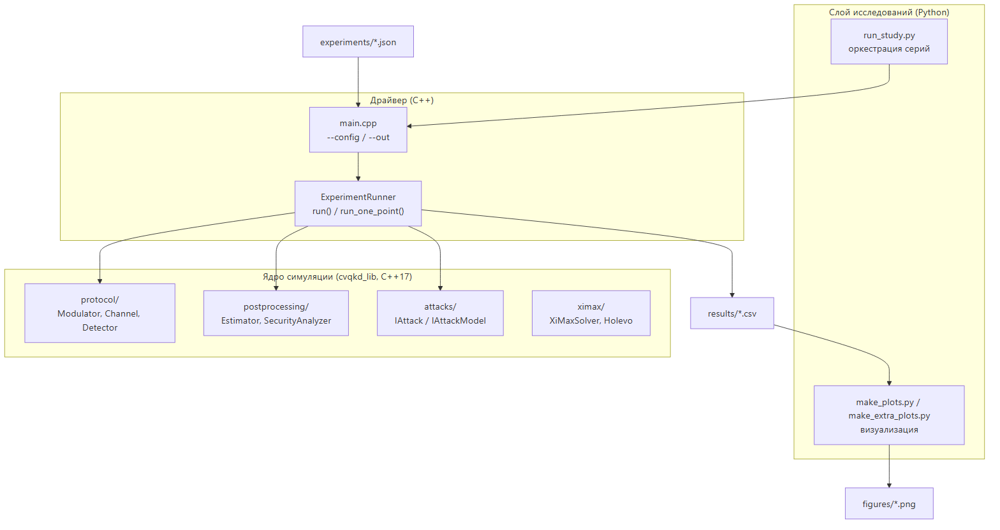 Слой исследований (Python)
run_study.py
оркестрация серий
experiments/*.json
Драйвер (C++)
main.cpp
--config / --out
ExperimentRunner
run() / run_one_point()
Ядро симуляции (cvqkd_lib, C++17)
protocol/
Modulator, Channel,
Detector
postprocessing/
Estimator, SecurityAnalyzer
attacks/
IAttack / IAttackModel
ximax/
XiMaxSolver, Holevo
results/*.csv
make_plots.py /
make_extra_plots.py
визуализация
figures/*.png